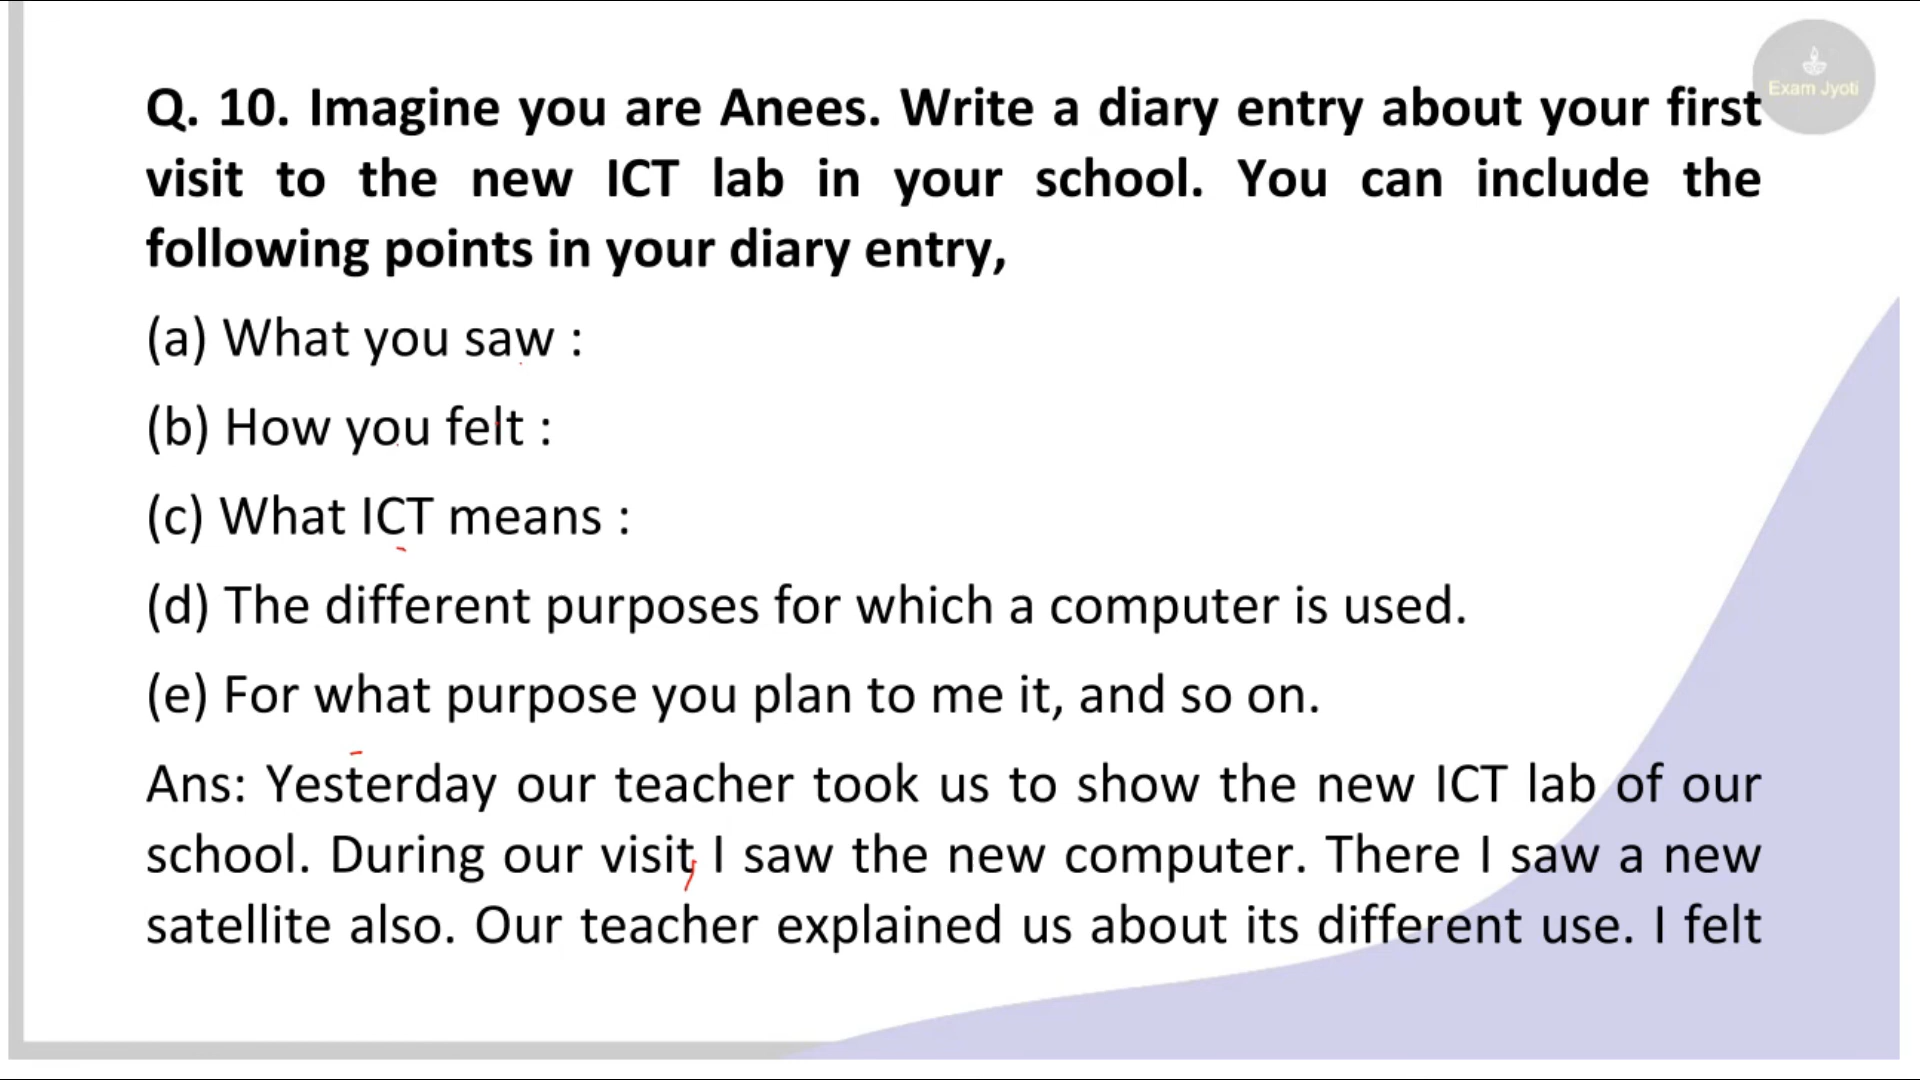 Exam Jyoti
Q. 10. Imagine you are Anees. Write a diary entry about your first
visit to the new ICT lab in your school. You can include the
following points in your diary entry,
(a) What you saw :
(b) How you felt :
(c) What ICT means :
(d) The different purposes for which a computer is used.
(e) For what purpose you plan to me it, and so on.
Ans: Yesterday our teacher took us to show the new ICT lab of our
school. During our visit, I saw the new computer. There I saw a new
satellite also. Our teacher explained us about its different use. I felt